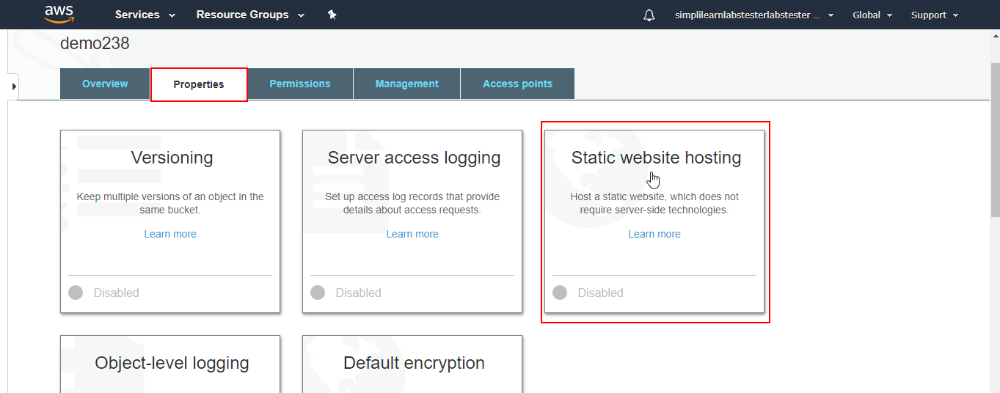 aws Services Resource Groups simplilearnlabstesterlabstester ... Global Support
demo238
Overview Properties Permissions Management Access points
Versioning
Keep multiple versions of an object in the
same bucket.
Learn more
Disabled
Server access logging
Set up access log records that provide
details about access requests.
Learn more
Disabled
Static website hosting
Host a static website, which does not
require server-side technologies.
Learn more
Disabled
Object-level logging
Default encryption